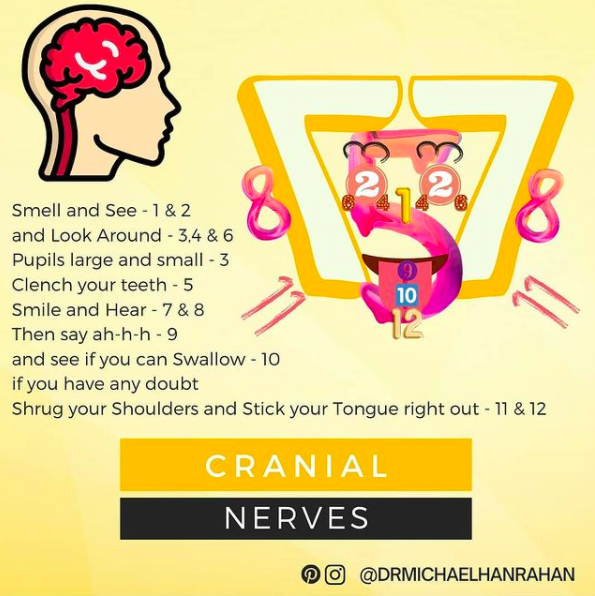 Smell and See - 1 & 2
and Look Around - 3,4 & 6
Pupils large and small - 3
Clench your teeth - 5
Smile and Hear - 7 & 8
Then say ah-h-h - 9
and see if you can Swallow - 10
if you have any doubt
Shrug your Shoulders and Stick your Tongue right out - 11 & 12
7 7
5
3 3
2 2
6 4 1 4 6
8 8
9
10
12
11 11
CRANIAL
NERVES
@DRMICHAELHANRAHAN